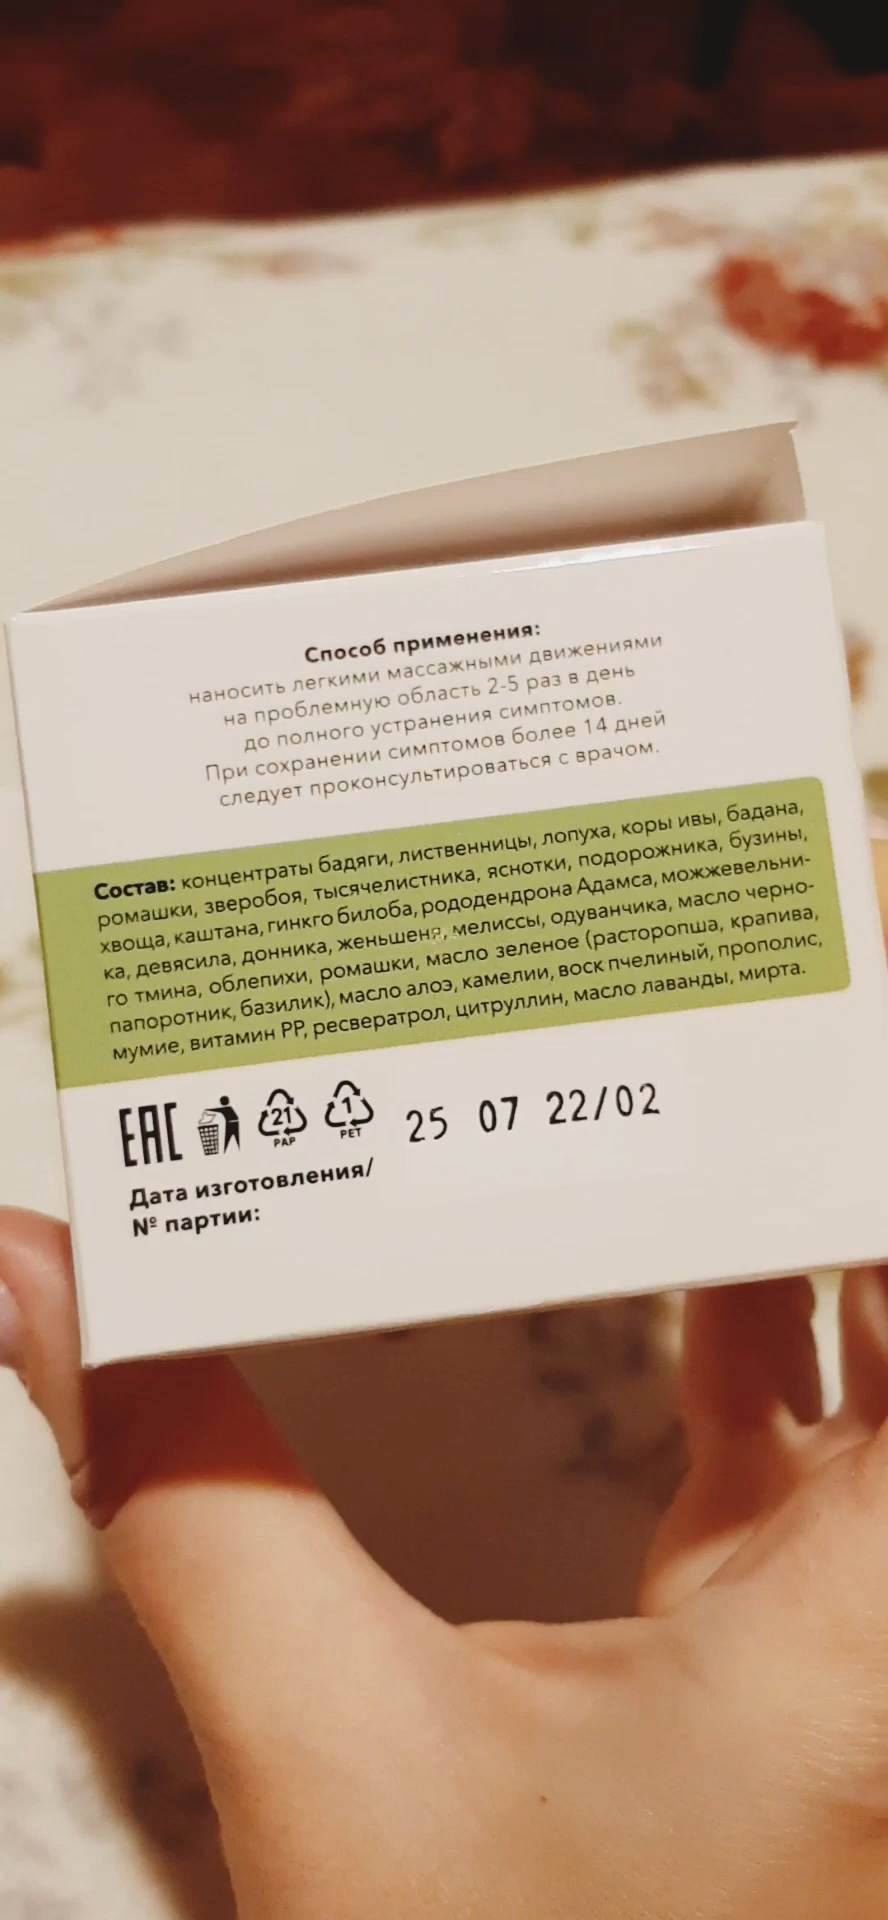 Способ применения:
наносить легкими массажными движениями
на проблемную область 2-5 раз в день
до полного устранения симптомов.
При сохранении симптомов более 14 дней
следует проконсультироваться с врачом.
Состав: концентраты бадяги, лиственницы, лопуха, коры ивы, бадана,
ромашки, зверобоя, тысячелистника, яснотки, подорожника, бузины,
хвоща, каштана, гинкго билоба, рододендрона Адамса, можжевельни-
ка, девясила, донника, женьшеня, мелиссы, одуванчика, масло черно-
го тмина, облепихи, ромашки, масло зеленое (расторопша, крапива,
папоротник, базилик), масло алоэ, камелии, воск пчелиный, прополис,
мумие, витамин PP, ресвератрол, цитруллин, масло лаванды, мирта.
EAC 21 PAP 1 PET 25 07 22/02
Дата изготовления/
№ партии: